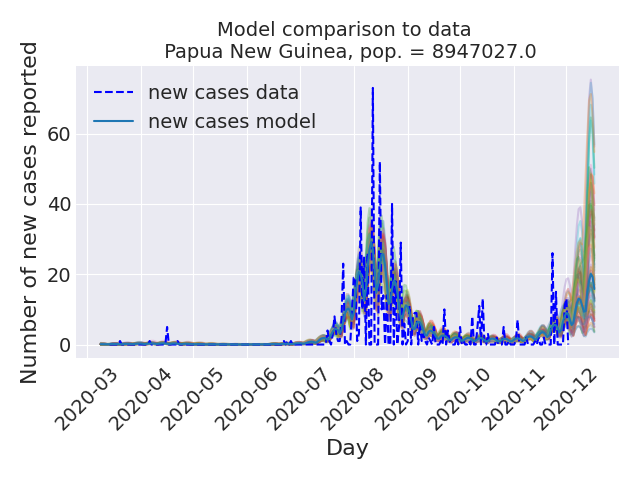 Model comparison to data
Papua New Guinea, pop. = 8947027.0
new cases data
new cases model
Number of new cases reported
60
40
20
0
2020-03
2020-04
2020-05
2020-06
2020-07
2020-08
2020-09
2020-10
2020-11
2020-12
Day